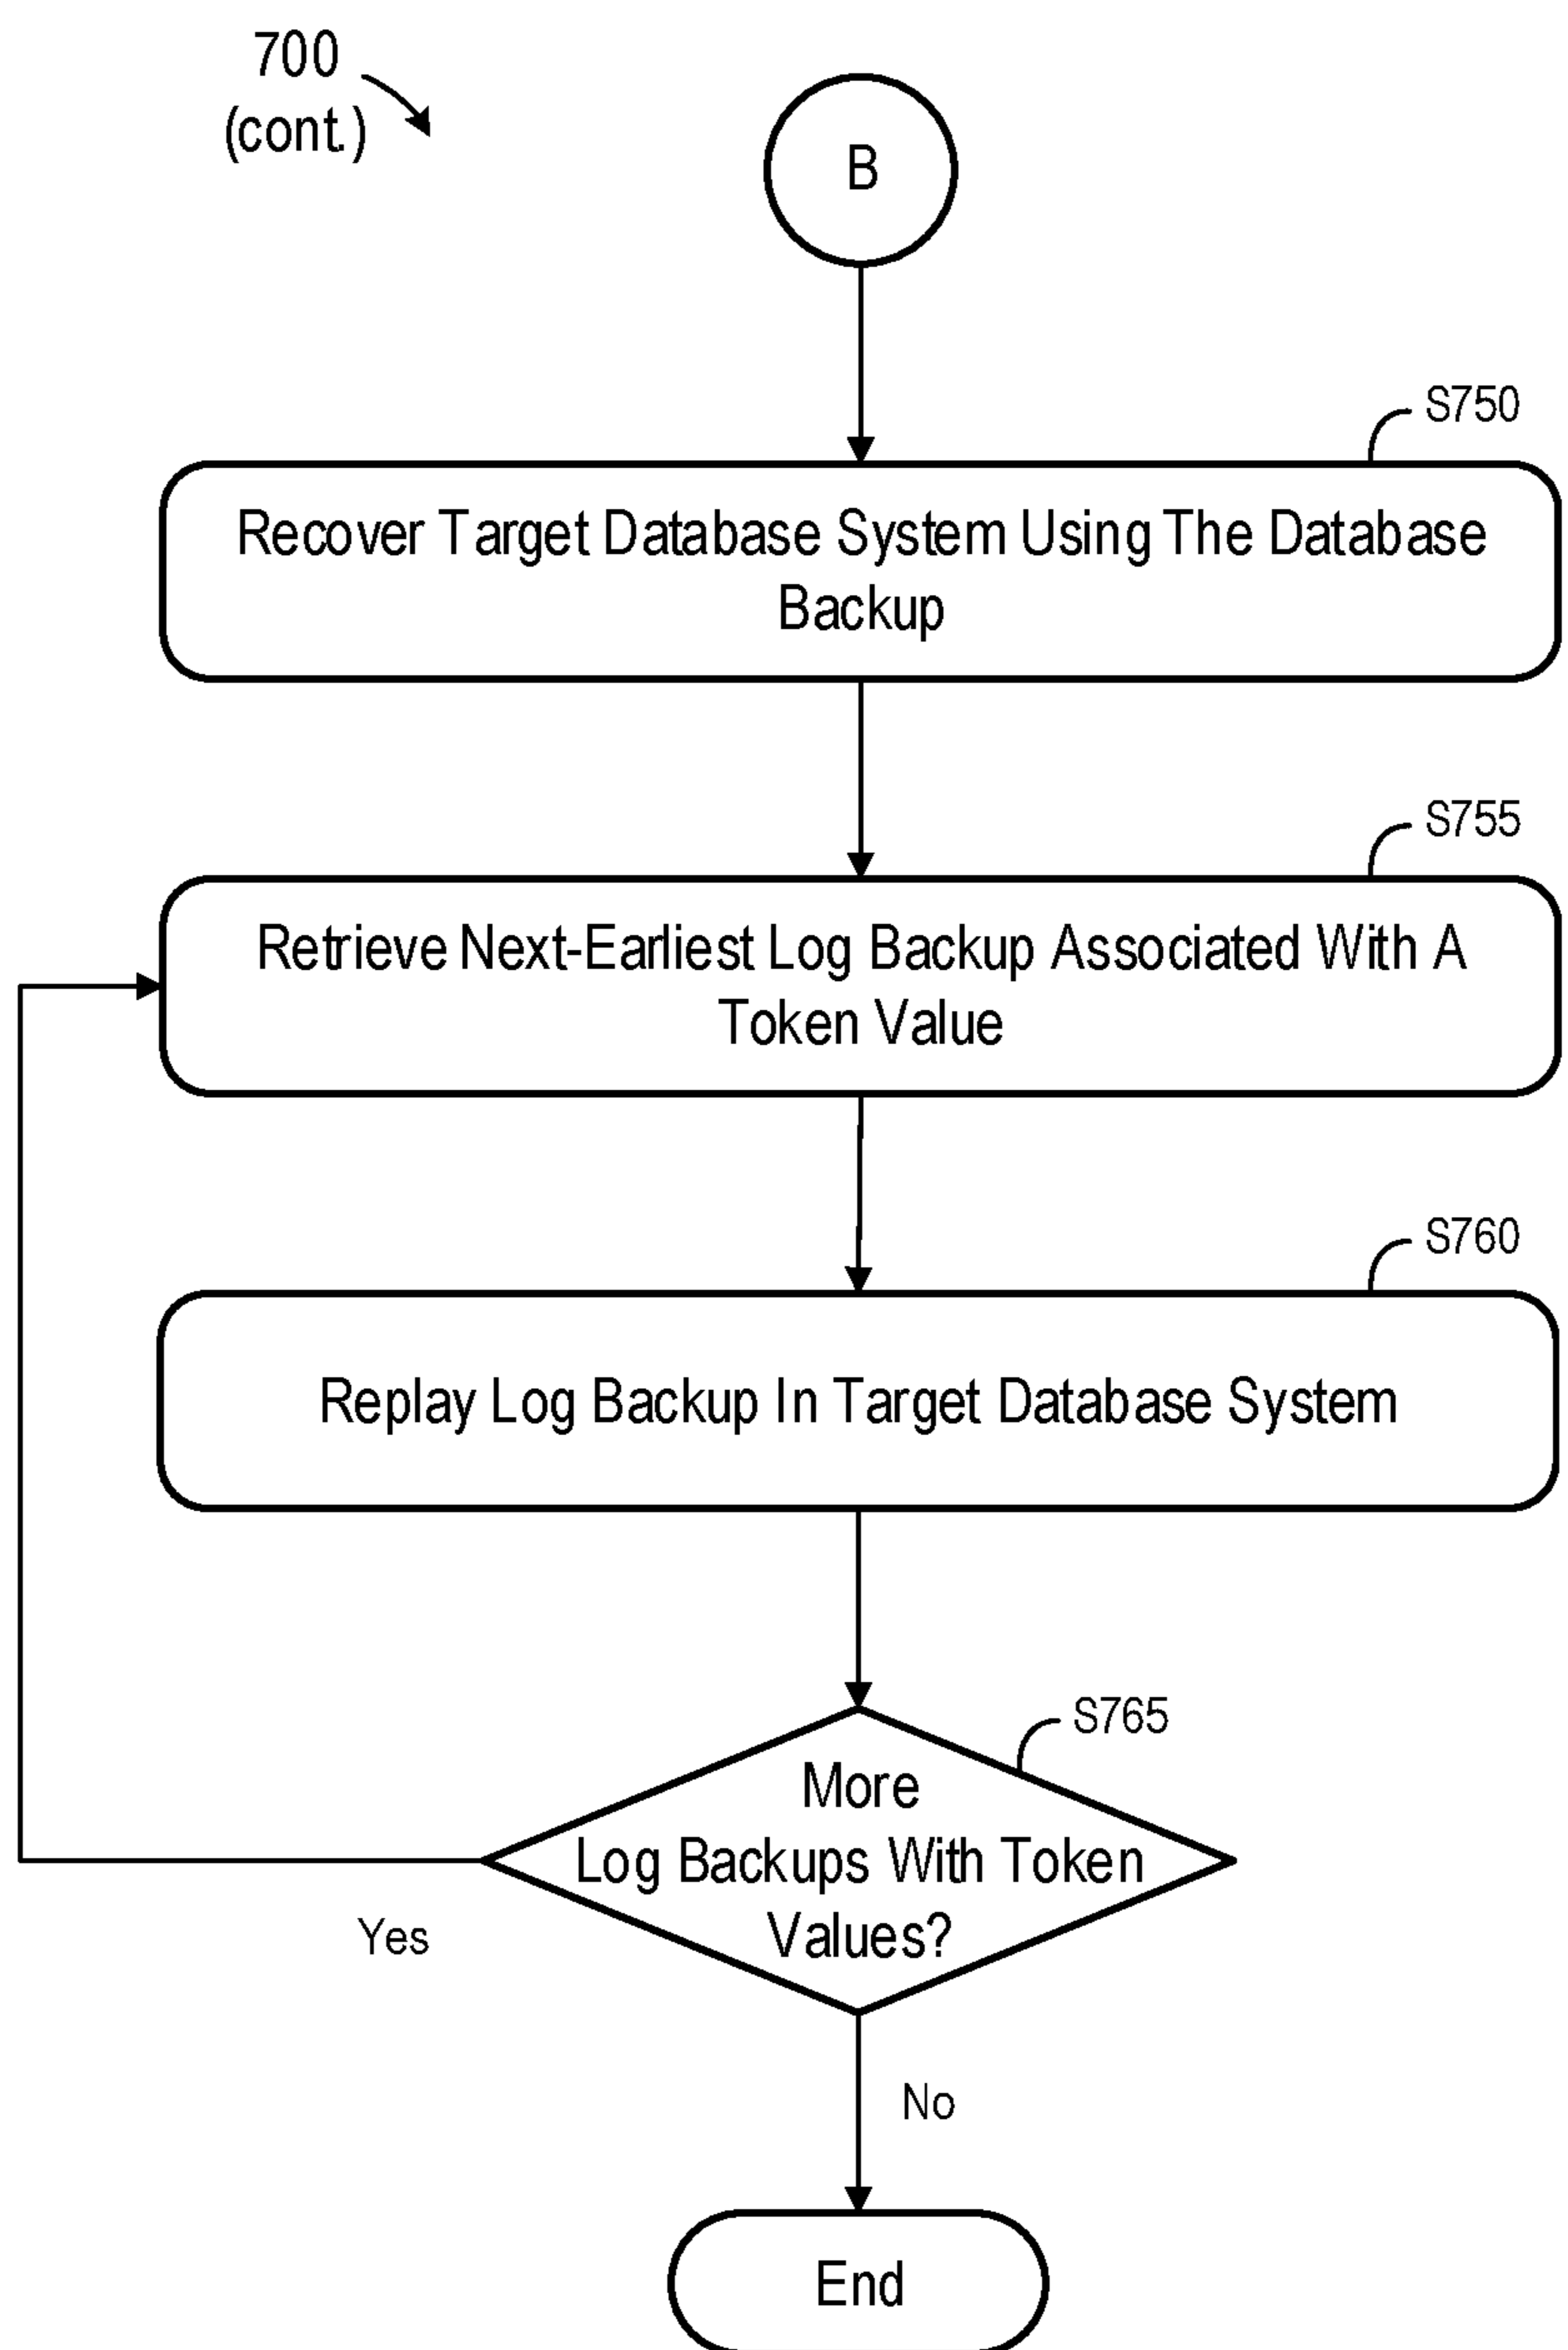 700
(cont.)
B
S750
Recover Target Database System Using The Database
Backup
S755
Retrieve Next-Earliest Log Backup Associated With A
Token Value
S760
Replay Log Backup In Target Database System
S765
More
Log Backups With Token
Values?
Yes
No
End